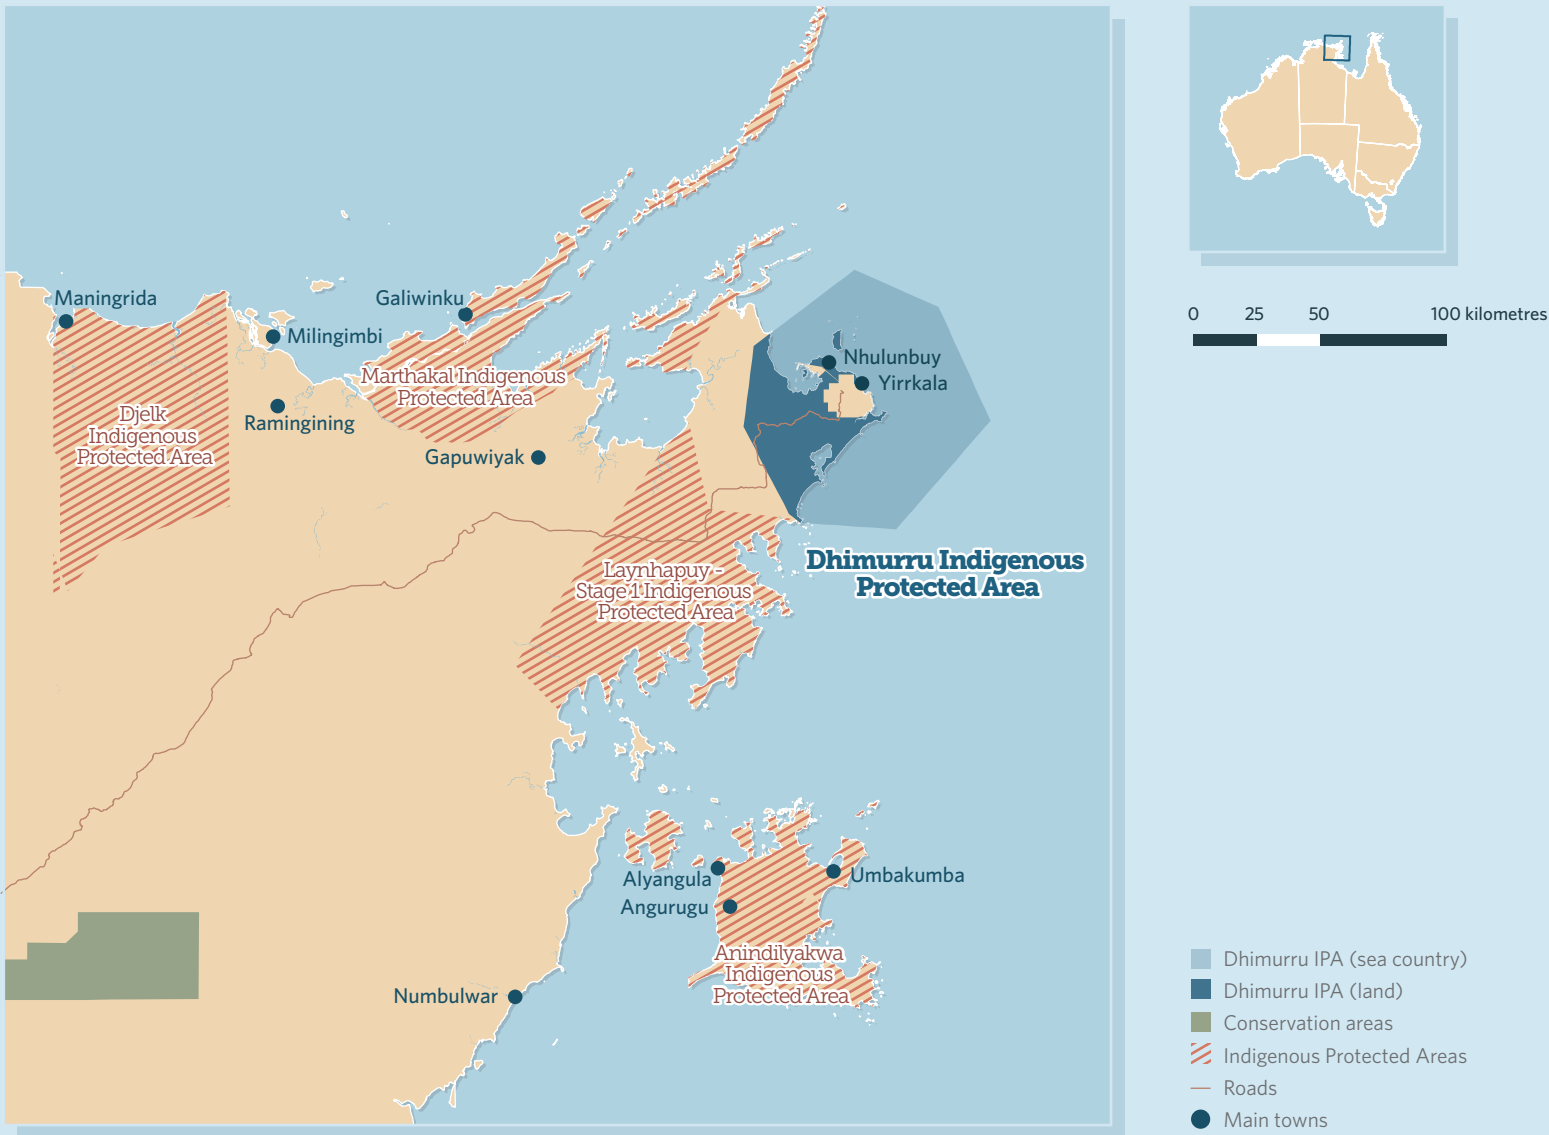 Maningrida
Galiwinku
Milingimbi
Marthakal Indigenous
Protected Area
Nhulunbuy
Yirrkala
Djelk
Indigenous
Protected Area
Ramingining
Gapuwiyak
Dhimurru Indigenous
Protected Area
Laynhapuy -
Stage 1 Indigenous
Protected Area
Alyangula
Umbakumba
Angurugu
Anindilyakwa
Indigenous
Protected Area
Numbulwar
0 25 50 100 kilometres
Dhimurru IPA (sea country)
Dhimurru IPA (land)
Conservation areas
Indigenous Protected Areas
Roads
Main towns